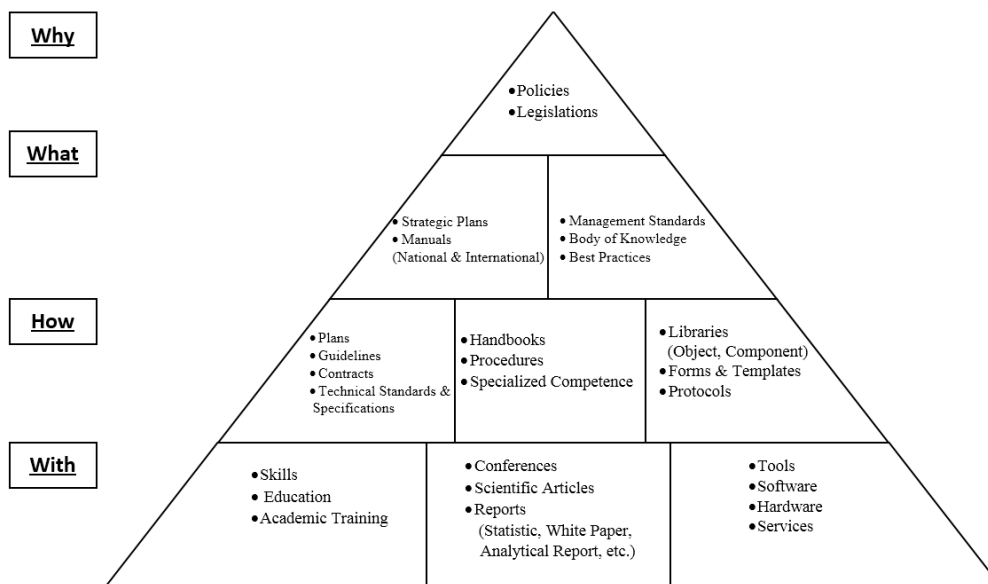 Why
• Policies
• Legislations
What
• Strategic Plans
• Manuals
(National & International)
• Management Standards
• Body of Knowledge
• Best Practices
How
• Plans
• Guidelines
• Contracts
• Technical Standards &
Specifications
• Handbooks
• Procedures
• Specialized Competence
• Libraries
(Object, Component)
• Forms & Templates
• Protocols
With
• Skills
• Education
• Academic Training
• Conferences
• Scientific Articles
• Reports
(Statistic, White Paper,
Analytical Report, etc.)
• Tools
• Software
• Hardware
• Services